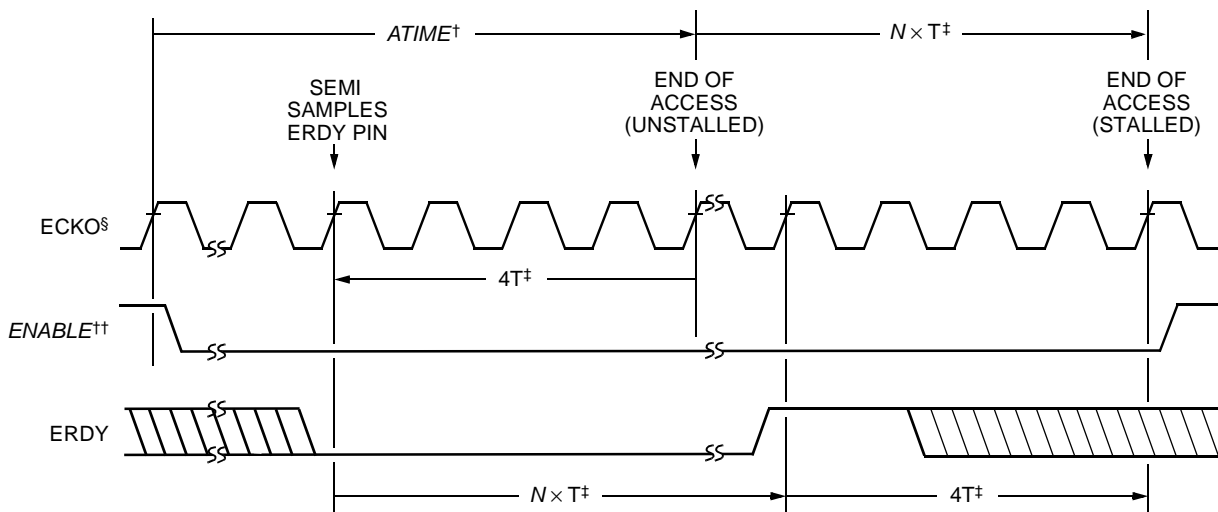 ATIME†
N × T‡
SEMI
SAMPLES
ERDY PIN
END OF
ACCESS
(UNSTALLED)
END OF
ACCESS
(STALLED)
ECKO§
4T‡
ENABLE††
ERDY
N × T‡
4T‡